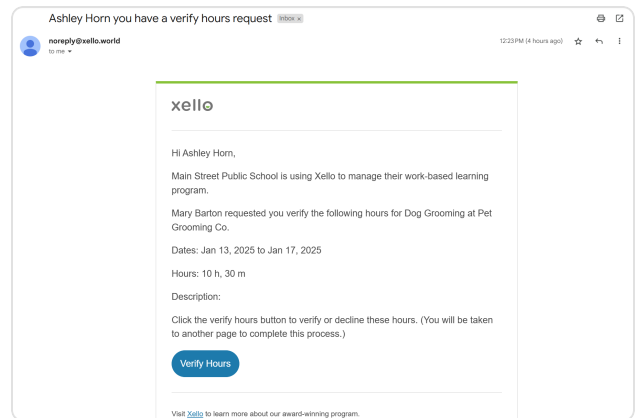 Ashley Horn you have a verify hours request Inbox x
noreply@xello.world 12:23 PM (4 hours ago)
to me
xello
Hi Ashley Horn,
Main Street Public School is using Xello to manage their work-based learning
program.
Mary Barton requested you verify the following hours for Dog Grooming at Pet
Grooming Co.
Dates: Jan 13, 2025 to Jan 17, 2025
Hours: 10 h, 30 m
Description:
Click the verify hours button to verify or decline these hours. (You will be taken
to another page to complete this process.)
Verify Hours
Visit Xello to learn more about our award-winning program.